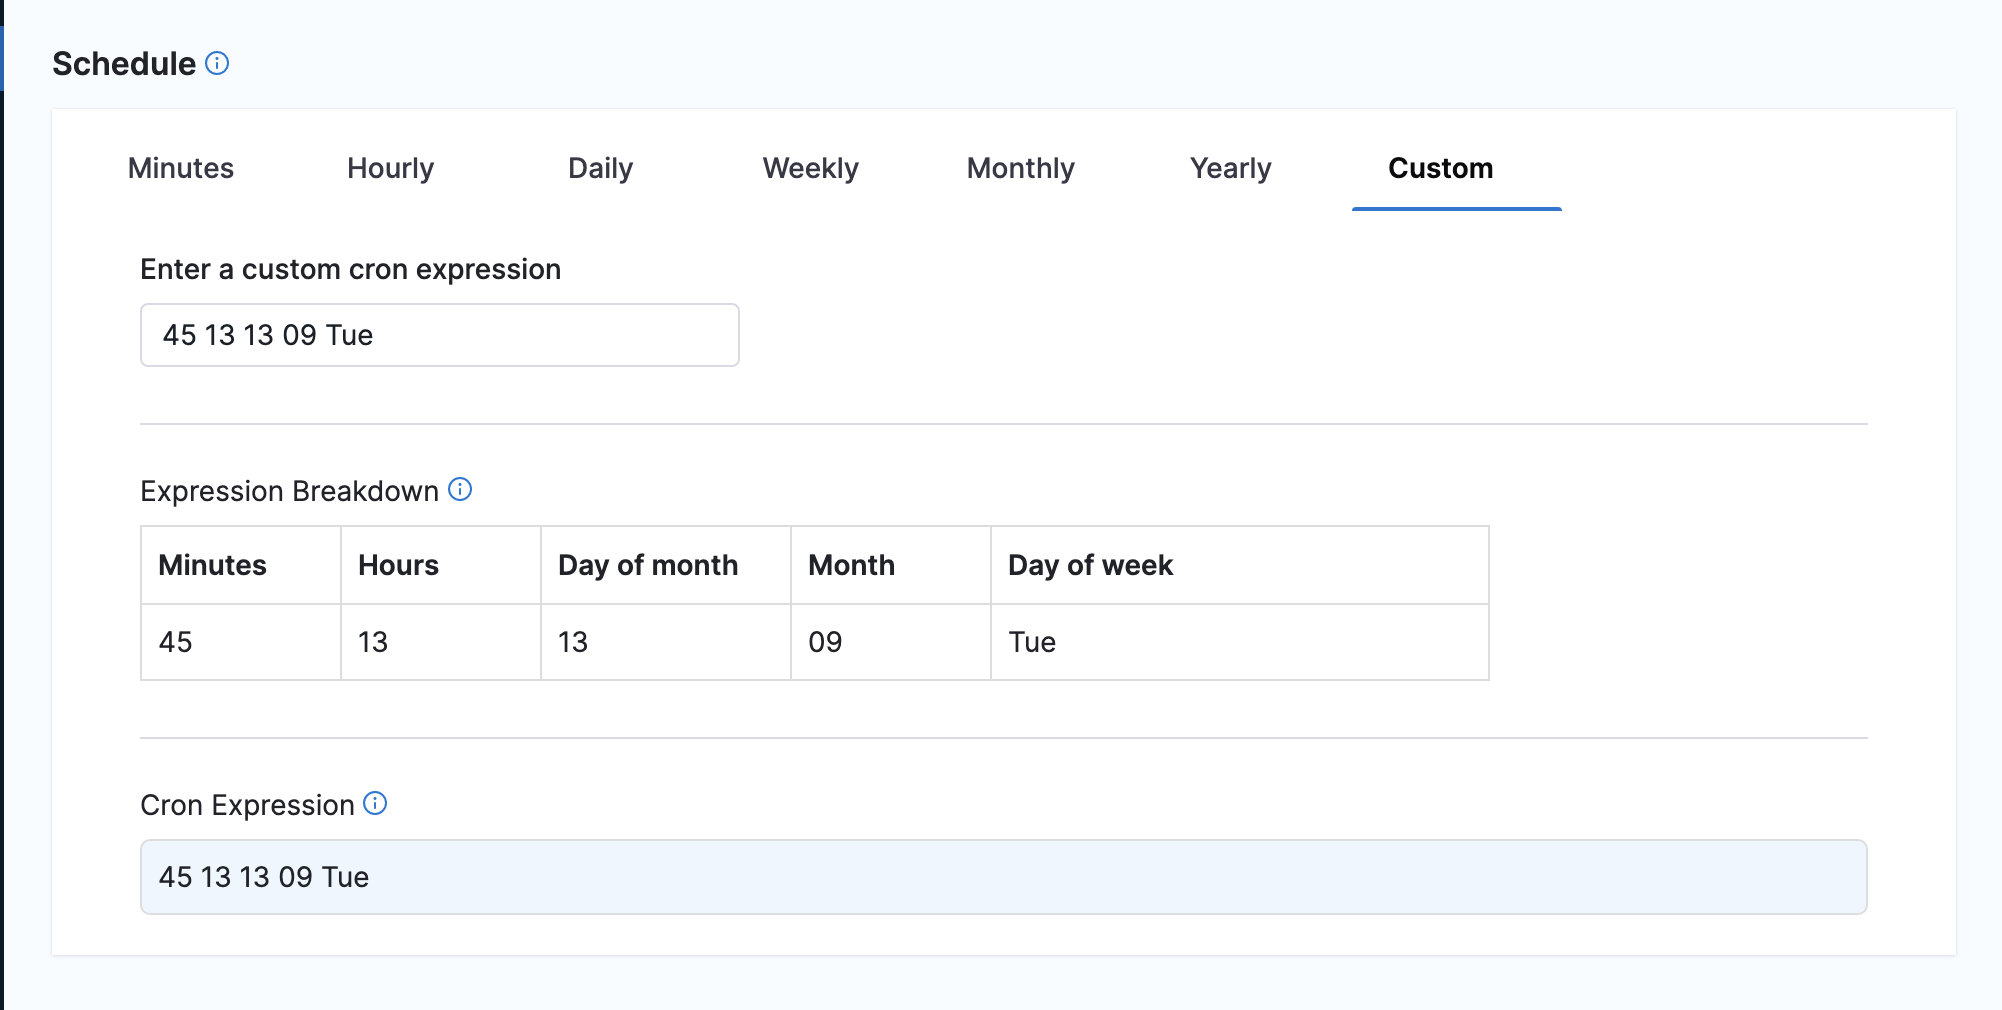 Schedule
Minutes Hourly Daily Weekly Monthly Yearly Custom
Enter a custom cron expression
45 13 13 09 Tue
Expression Breakdown
Minutes Hours Day of month Month Day of week
45 13 13 09 Tue
Cron Expression
45 13 13 09 Tue